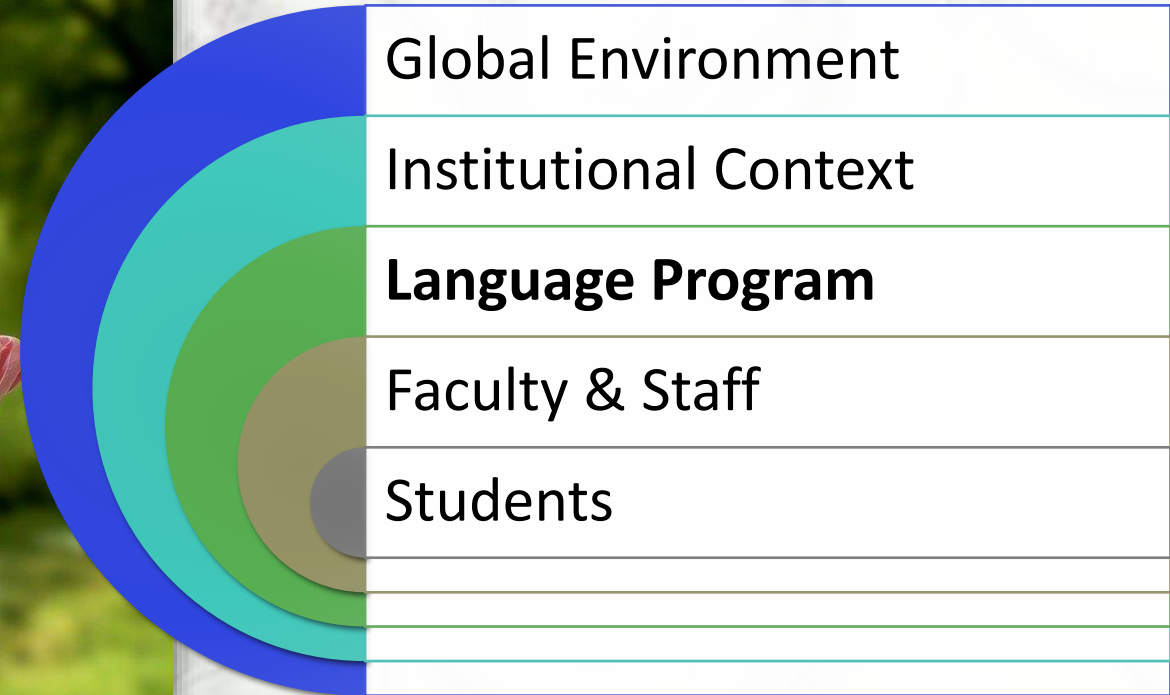 Global Environment
Institutional Context
Language Program
Faculty & Staff
Students